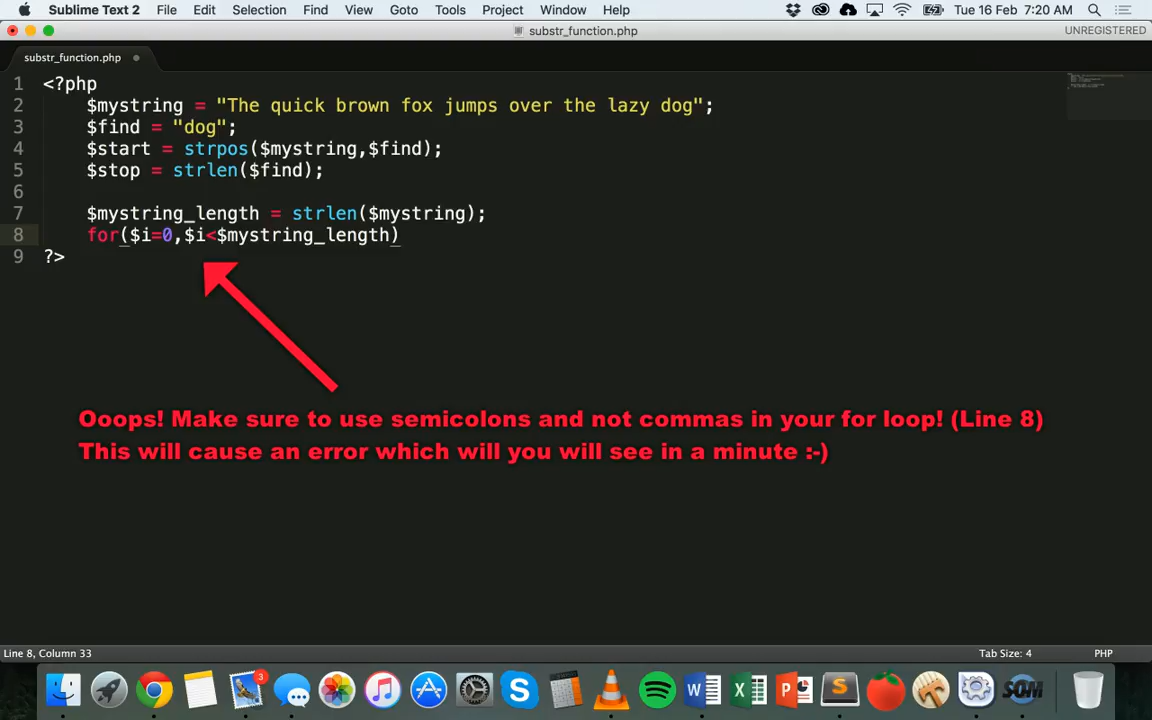 Sublime Text 2 File Edit Selection Find View Goto Tools Project Window Help Tue 16 Feb 7:20 AM
substr_function.php UNREGISTERED
substr_function.php
1 <?php
2 $mystring = "The quick brown fox jumps over the lazy dog";
3 $find = "dog";
4 $start = strpos($mystring,$find);
5 $stop = strlen($find);
6
7 $mystring_length = strlen($mystring);
8 for($i=0,$i<$mystring_length)
9 ?>
Ooops! Make sure to use semicolons and not commas in your for loop! (Line 8)
This will cause an error which will you will see in a minute :-)
Line 8, Column 33 Tab Size: 4 PHP
3
SOM